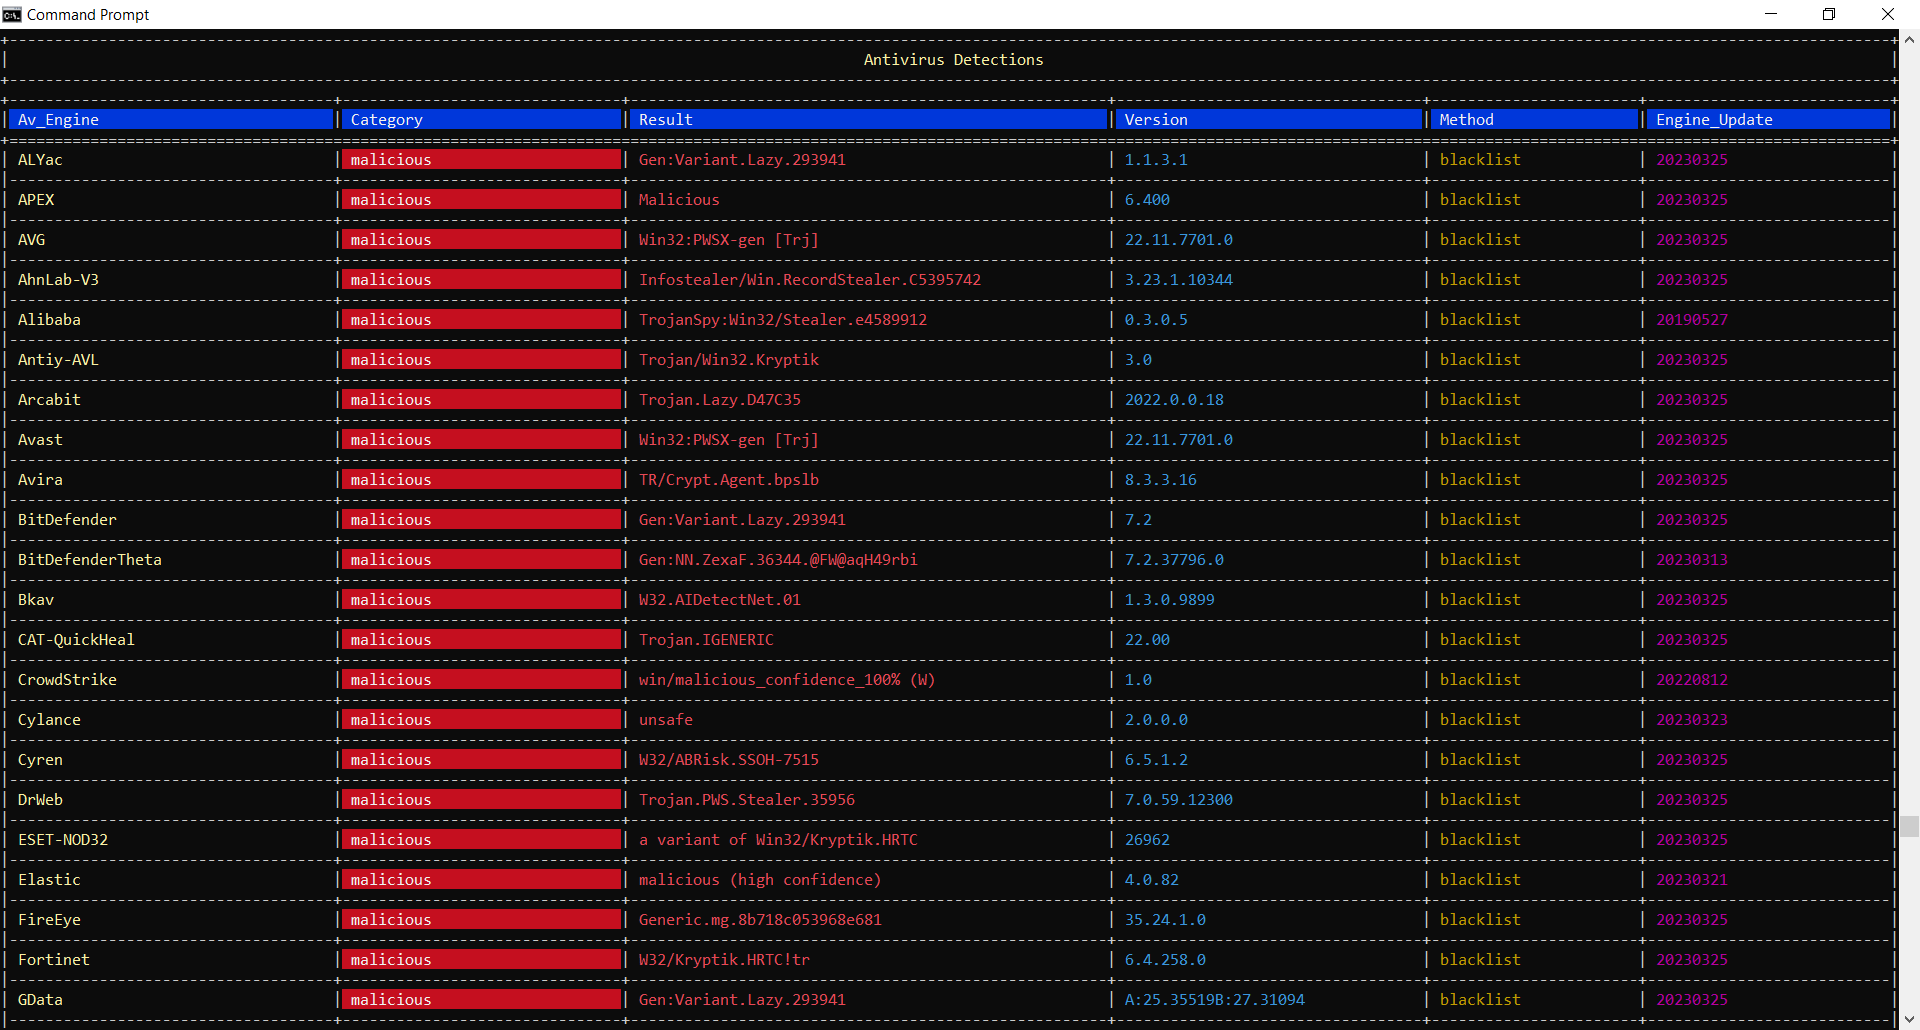 Command Prompt
Antivirus Detections
Av_Engine | Category | Result | Version | Method | Engine_Update
ALYac | malicious | Gen:Variant.Lazy.293941 | 1.1.3.1 | blacklist | 20230325
APEX | malicious | Malicious | 6.400 | blacklist | 20230325
AVG | malicious | Win32:PWSX-gen [Trj] | 22.11.7701.0 | blacklist | 20230325
AhnLab-V3 | malicious | Infostealer/Win.RecordStealer.C5395742 | 3.23.1.10344 | blacklist | 20230325
Alibaba | malicious | TrojanSpy:Win32/Stealer.e4589912 | 0.3.0.5 | blacklist | 20190527
Antiy-AVL | malicious | Trojan/Win32.Kryptik | 3.0 | blacklist | 20230325
Arcabit | malicious | Trojan.Lazy.D47C35 | 2022.0.0.18 | blacklist | 20230325
Avast | malicious | Win32:PWSX-gen [Trj] | 22.11.7701.0 | blacklist | 20230325
Avira | malicious | TR/Crypt.Agent.bpslb | 8.3.3.16 | blacklist | 20230325
BitDefender | malicious | Gen:Variant.Lazy.293941 | 7.2 | blacklist | 20230325
BitDefenderTheta | malicious | Gen:NN.ZexaF.36344.@FW@aqH49rbi | 7.2.37796.0 | blacklist | 20230313
Bkav | malicious | W32.AIDetectNet.01 | 1.3.0.9899 | blacklist | 20230325
CAT-QuickHeal | malicious | Trojan.IGENERIC | 22.00 | blacklist | 20230325
CrowdStrike | malicious | win/malicious_confidence_100% (W) | 1.0 | blacklist | 20220812
Cylance | malicious | unsafe | 2.0.0.0 | blacklist | 20230323
Cyren | malicious | W32/ABRisk.SSOH-7515 | 6.5.1.2 | blacklist | 20230325
DrWeb | malicious | Trojan.PWS.Stealer.35956 | 7.0.59.12300 | blacklist | 20230325
ESET-NOD32 | malicious | a variant of Win32/Kryptik.HRTC | 26962 | blacklist | 20230325
Elastic | malicious | malicious (high confidence) | 4.0.82 | blacklist | 20230321
FireEye | malicious | Generic.mg.8b718c053968e681 | 35.24.1.0 | blacklist | 20230325
Fortinet | malicious | W32/Kryptik.HRTC!tr | 6.4.258.0 | blacklist | 20230325
GData | malicious | Gen:Variant.Lazy.293941 | A:25.35519B:27.31094 | blacklist | 20230325